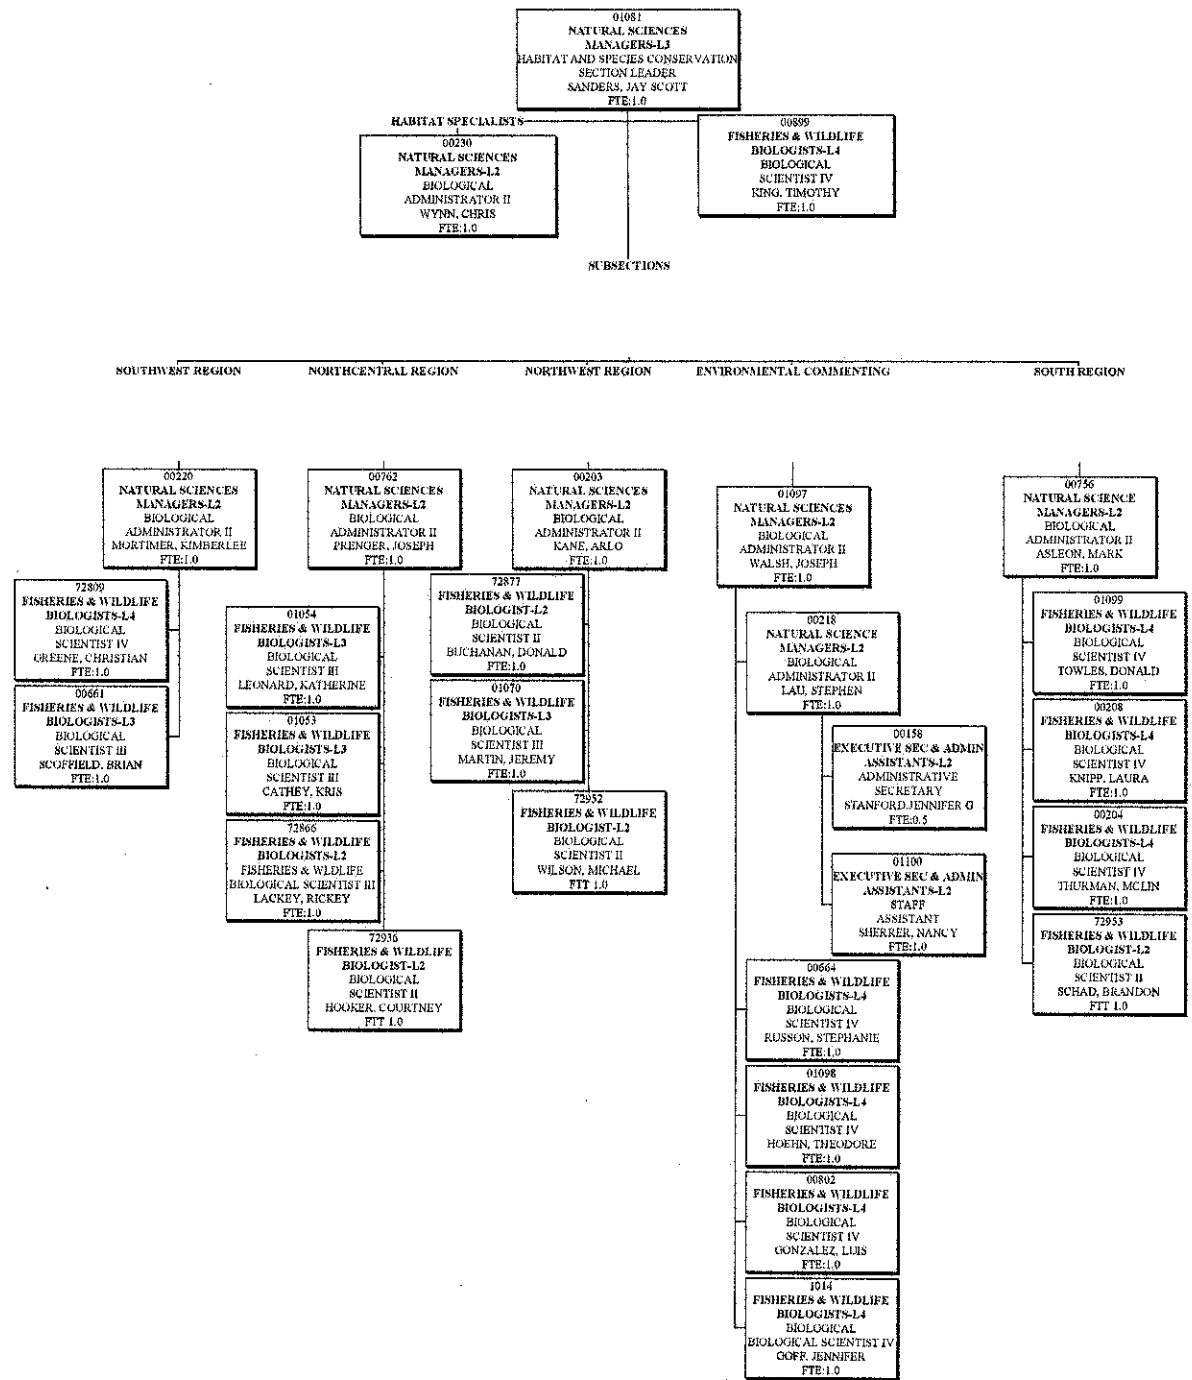 01081
NATURAL SCIENCES
MANAGERS-L3
HABITAT AND SPECIES CONSERVATION
SECTION LEADER
SANDERS, JAY SCOTT
FTE:1.0
HABITAT SPECIALISTS
00230
NATURAL SCIENCES
MANAGERS-L2
BIOLOGICAL
ADMINISTRATOR II
WYNN, CHRIS
FTE:1.0
00899
FISHERIES & WILDLIFE
BIOLOGISTS-L4
BIOLOGICAL
SCIENTIST IV
KING, TIMOTHY
FTE:1.0
SUBSECTIONS
SOUTHWEST REGION
NORTHCENTRAL REGION
NORTHWEST REGION
ENVIRONMENTAL COMMENTING
SOUTH REGION
00220
NATURAL SCIENCES
MANAGERS-L2
BIOLOGICAL
ADMINISTRATOR II
MORTIMER, KIMBERLEE
FTE:1.0
72809
FISHERIES & WILDLIFE
BIOLOGISTS-L4
BIOLOGICAL
SCIENTIST IV
GREENE, CHRISTIAN
FTE:1.0
00661
FISHERIES & WILDLIFE
BIOLOGISTS-L3
BIOLOGICAL
SCIENTIST III
SCOFFIELD, BRIAN
FTE:1.0
00762
NATURAL SCIENCES
MANAGERS-L2
BIOLOGICAL
ADMINISTRATOR II
PRENGER, JOSEPH
FTE:1.0
01054
FISHERIES & WILDLIFE
BIOLOGISTS-L3
BIOLOGICAL
SCIENTIST III
LEONARD, KATHERINE
FTE:1.0
01053
FISHERIES & WILDLIFE
BIOLOGISTS-L3
BIOLOGICAL
SCIENTIST III
CATHEY, KRIS
FTE:1.0
72866
FISHERIES & WILDLIFE
BIOLOGISTS-L2
FISHERIES & WLDLIFE
BIOLOGICAL SCIENTIST III
LACKEY, RICKEY
FTE:1.0
72936
FISHERIES & WILDLIFE
BIOLOGIST-L2
BIOLOGICAL
SCIENTIST II
HOOKER, COURTNEY
FTT 1.0
00203
NATURAL SCIENCES
MANAGERS-L2
BIOLOGICAL
ADMINISTRATOR II
KANE, ARLO
FTE:1.0
72877
FISHERIES & WILDLIFE
BIOLOGIST-L2
BIOLOGICAL
SCIENTIST II
BUCHANAN, DONALD
FTE:1.0
01070
FISHERIES & WILDLIFE
BIOLOGISTS-L3
BIOLOGICAL
SCIENTIST III
MARTIN, JEREMY
FTE:1.0
72952
FISHERIES & WILDLIFE
BIOLOGIST-L2
BIOLOGICAL
SCIENTIST II
WILSON, MICHAEL
FTT 1.0
01097
NATURAL SCIENCES
MANAGERS-L2
BIOLOGICAL
ADMINISTRATOR II
WALSH, JOSEPH
FTE:1.0
00218
NATURAL SCIENCE
MANAGERS-L2
BIOLOGICAL
ADMINISTRATOR II
LAU, STEPHEN
FTE:1.0
00158
EXECUTIVE SEC & ADMIN
ASSISTANTS-L2
ADMINISTRATIVE
SECRETARY
STANFORD,JENNIFER G
FTE:0.5
01100
EXECUTIVE SEC & ADMIN
ASSISTANTS-L2
STAFF
ASSISTANT
SHERRER, NANCY
FTE:1.0
00664
FISHERIES & WILDLIFE
BIOLOGISTS-L4
BIOLOGICAL
SCIENTIST IV
RUSSON, STEPHANIE
FTE:1.0
01098
FISHERIES & WILDLIFE
BIOLOGISTS-L4
BIOLOGICAL
SCIENTIST IV
HOEHN, THEODORE
FTE:1.0
00802
FISHERIES & WILDLIFE
BIOLOGISTS-L4
BIOLOGICAL
SCIENTIST IV
GONZALEZ, LUIS
FTE:1.0
1014
FISHERIES & WILDLIFE
BIOLOGISTS-L4
BIOLOGICAL
BIOLOGICAL SCIENTIST IV
GOFF, JENNIFER
FTE:1.0
00756
NATURAL SCIENCE
MANAGERS-L2
BIOLOGICAL
ADMINISTRATOR II
ASLEON, MARK
FTE:1.0
01099
FISHERIES & WILDLIFE
BIOLOGISTS-L4
BIOLOGICAL
SCIENTIST IV
TOWLES, DONALD
FTE:1.0
00208
FISHERIES & WILDLIFE
BIOLOGISTS-L4
BIOLOGICAL
SCIENTIST IV
KNIPP, LAURA
FTE:1.0
00204
FISHERIES & WILDLIFE
BIOLOGISTS-L4
BIOLOGICAL
SCIENTIST IV
THURMAN, MCLIN
FTE:1.0
72953
FISHERIES & WILDLIFE
BIOLOGIST-L2
BIOLOGICAL
SCIENTIST II
SCHAD, BRANDON
FTT 1.0